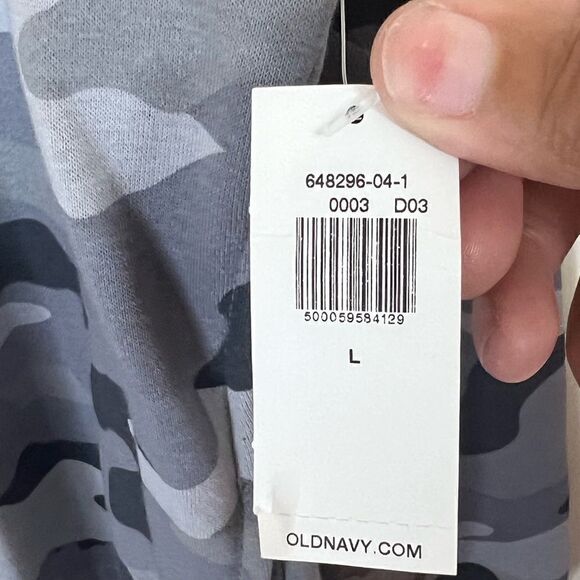 648296-04-1
0003 D03
500059584129
L
OLDNAVY.COM